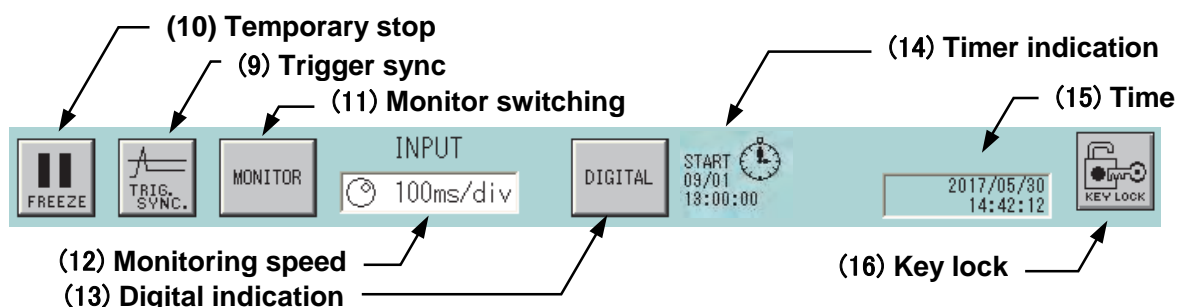 (10) Temporary stop
(9) Trigger sync
(11) Monitor switching
(14) Timer indication
(15) Time
FREEZE
TRIG.
SYNC.
MONITOR
INPUT
100ms/div
DIGITAL
START
09/01
13:00:00
2017/05/30
14:42:12
KEY LOCK
(12) Monitoring speed
(13) Digital indication
(16) Key lock